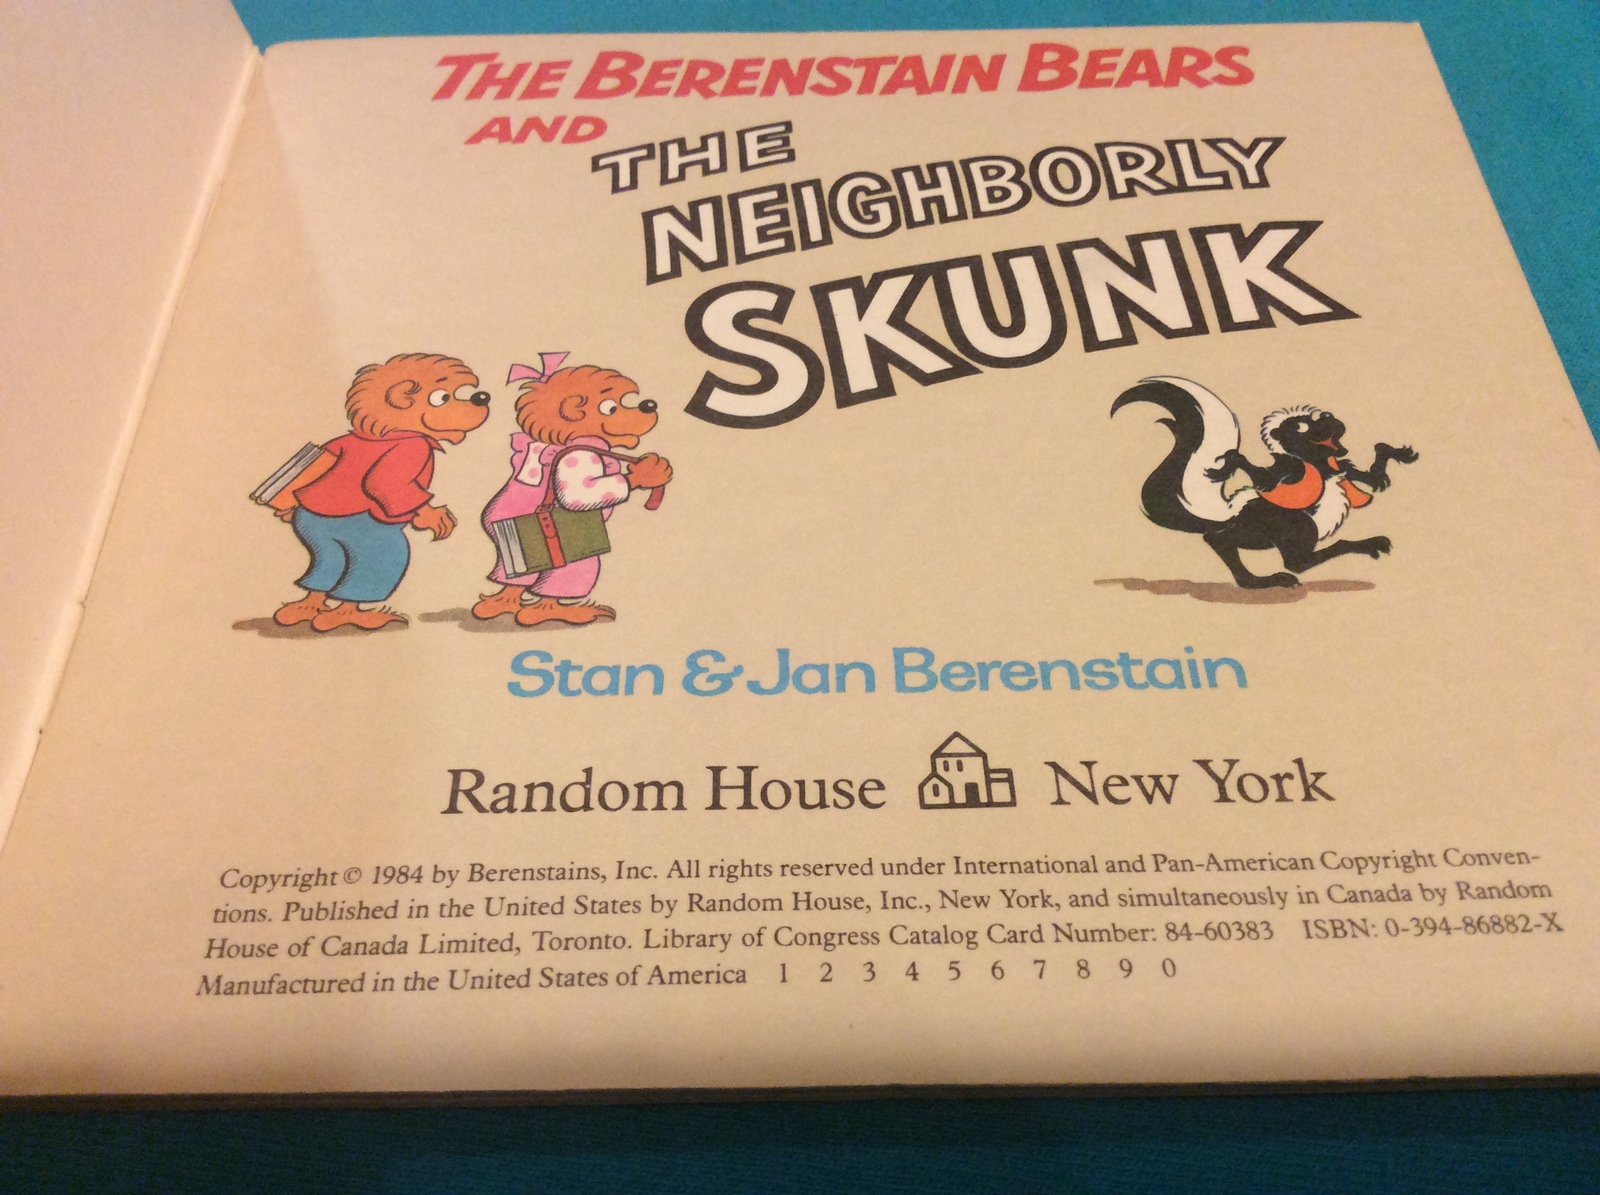 THE BERENSTAIN BEARS
AND THE
NEIGHBORLY
SKUNK
Stan & Jan Berenstain
Random House New York
Copyright © 1984 by Berenstains, Inc. All rights reserved under International and Pan-American Copyright Conven-
tions. Published in the United States by Random House, Inc., New York, and simultaneously in Canada by Random
House of Canada Limited, Toronto. Library of Congress Catalog Card Number: 84-60383 ISBN: 0-394-86882-X
Manufactured in the United States of America 1 2 3 4 5 6 7 8 9 0